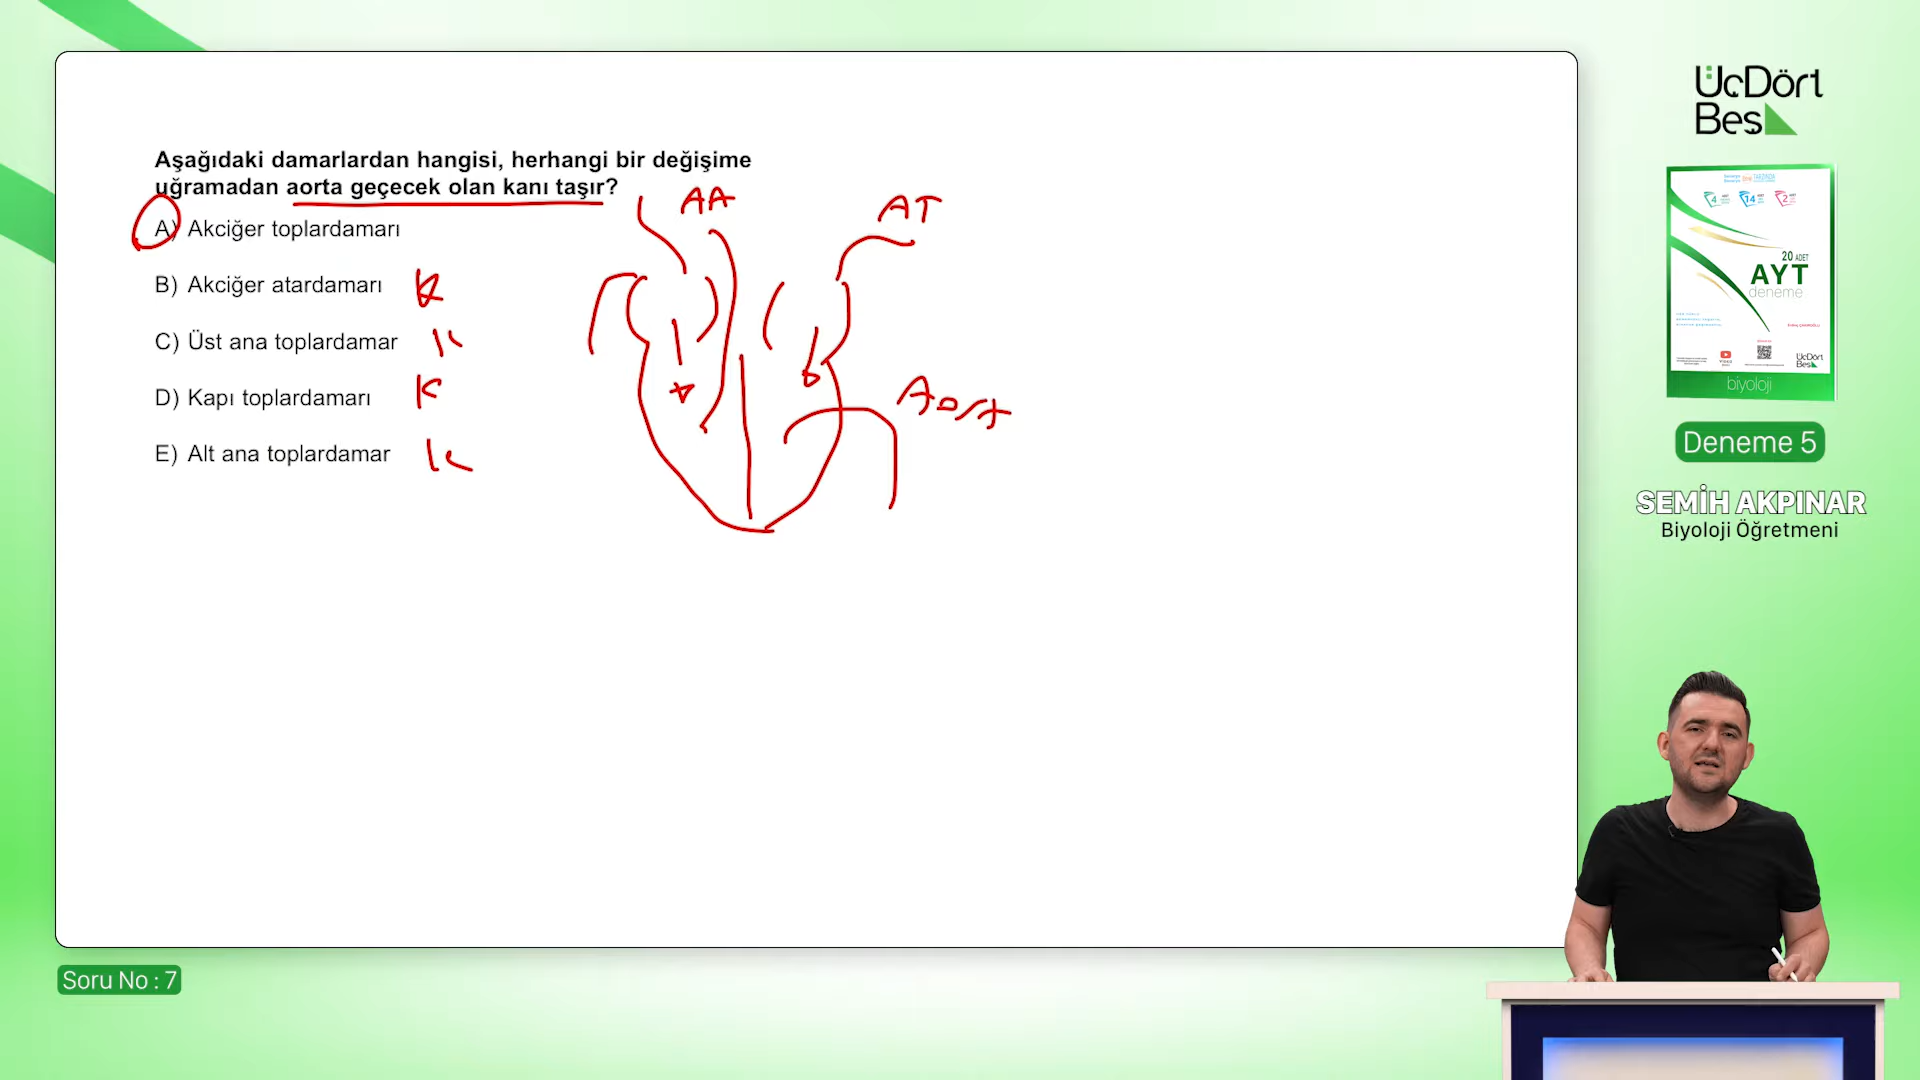 Aşağıdaki damarlardan hangisi, herhangi bir değişime
uğramadan aorta geçecek olan kanı taşır?
A) Akciğer toplardamarı
B) Akciğer atardamarı K
C) Üst ana toplardamar K
D) Kapı toplardamarı K
E) Alt ana toplardamar K
AA
AT
Aort
ÜçDört
Beş
20 ADET
AYT
deneme
ÜçDört
Beş
biyoloji
Deneme 5
SEMİH AKPINAR
Biyoloji Öğretmeni
Soru No : 7